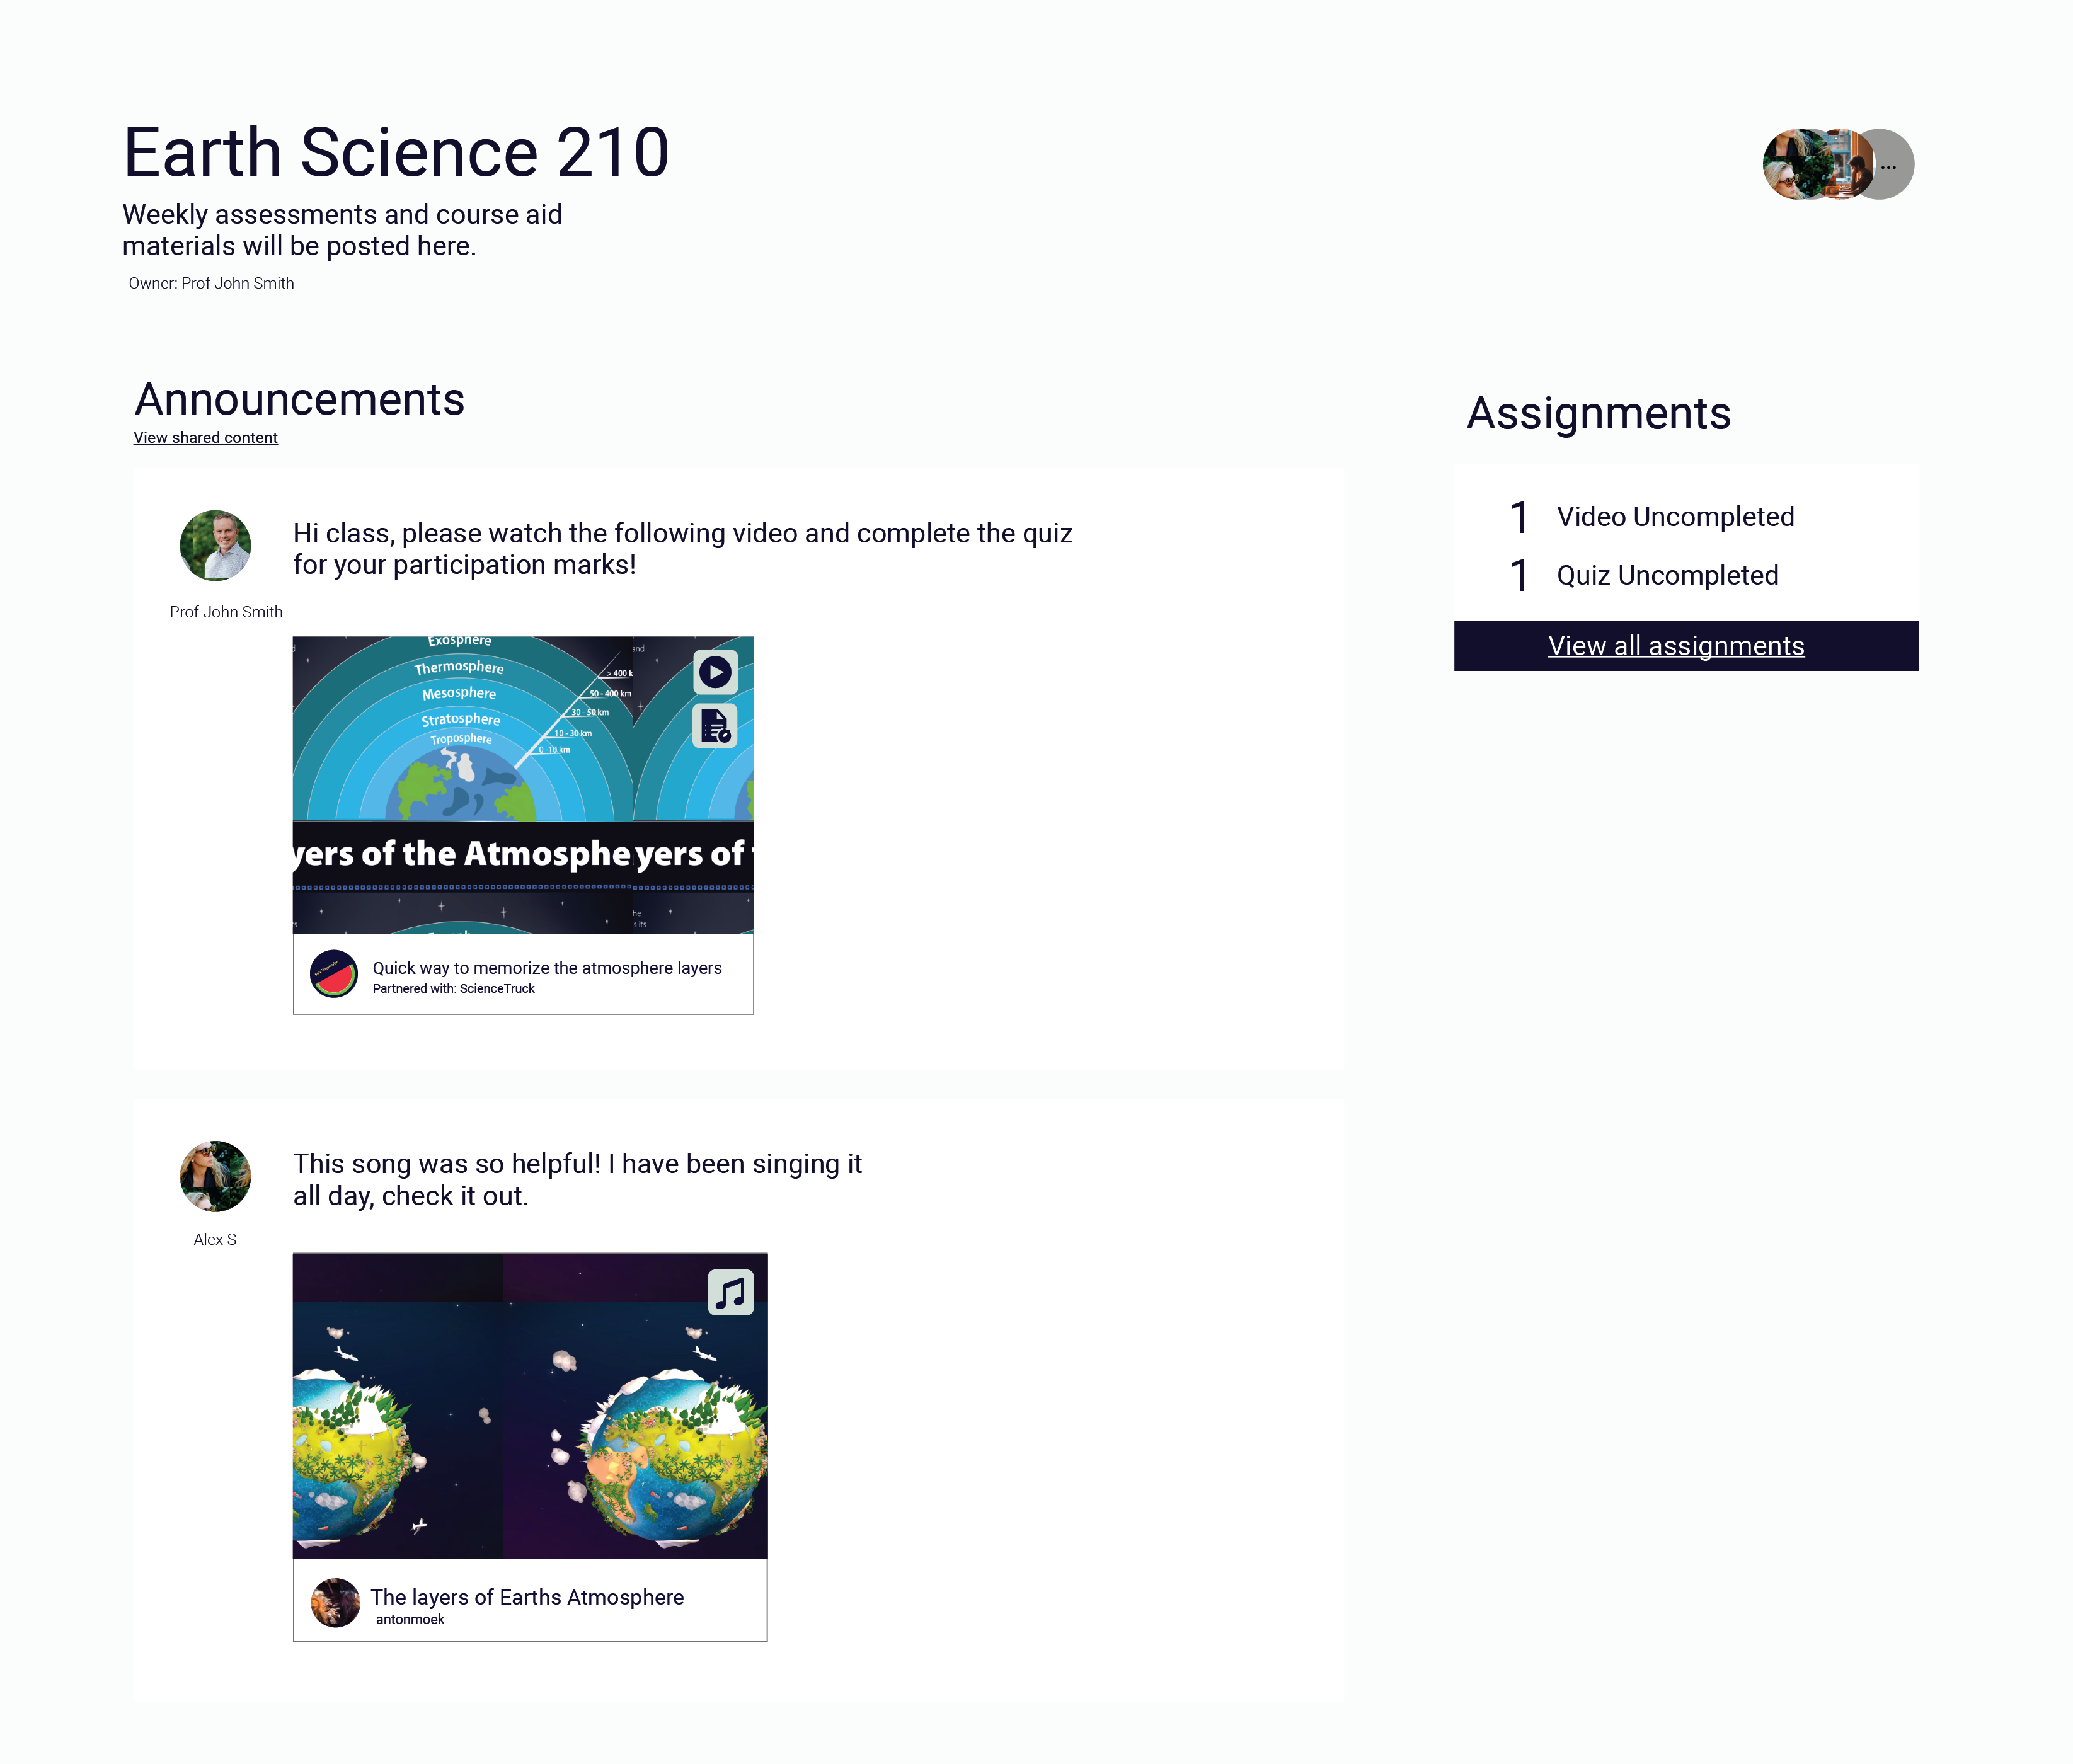 Earth Science 210
Weekly assessments and course aid
materials will be posted here.
Owner: Prof John Smith
...
Announcements
View shared content
Hi class, please watch the following video and complete the quiz
for your participation marks!
Prof John Smith
Exosphere
Thermosphere
Mesosphere
Stratosphere
Troposphere
> 400 k
50 - 400 km
30 - 50 km
10 - 30 km
0 -10 km
and
yers of the Atmosphe
yers of
he
s its
Quick way to memorize the atmosphere layers
Partnered with: ScienceTruck
This song was so helpful! I have been singing it
all day, check it out.
Alex S
The layers of Earths Atmosphere
antonmoek
Assignments
1 Video Uncompleted
1 Quiz Uncompleted
View all assignments